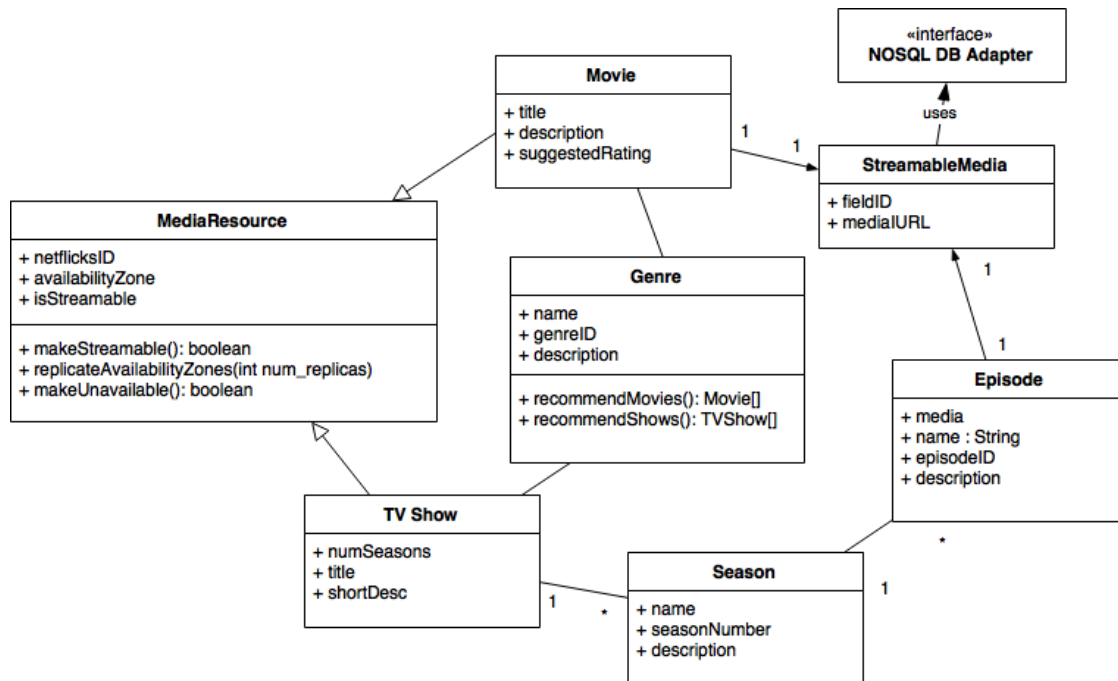 «interface»
NOSQL DB Adapter
uses
Movie
+ title
+ description
+ suggestedRating
1
1
StreamableMedia
+ fieldID
+ mediaIURL
MediaResource
+ netflicksID
+ availabilityZone
+ isStreamable
+ makeStreamable(): boolean
+ replicateAvailabilityZones(int num_replicas)
+ makeUnavailable(): boolean
Genre
+ name
+ genreID
+ description
+ recommendMovies(): Movie[]
+ recommendShows(): TVShow[]
1
1
Episode
+ media
+ name : String
+ episodeID
+ description
TV Show
+ numSeasons
+ title
+ shortDesc
1
*
Season
+ name
+ seasonNumber
+ description
1
*